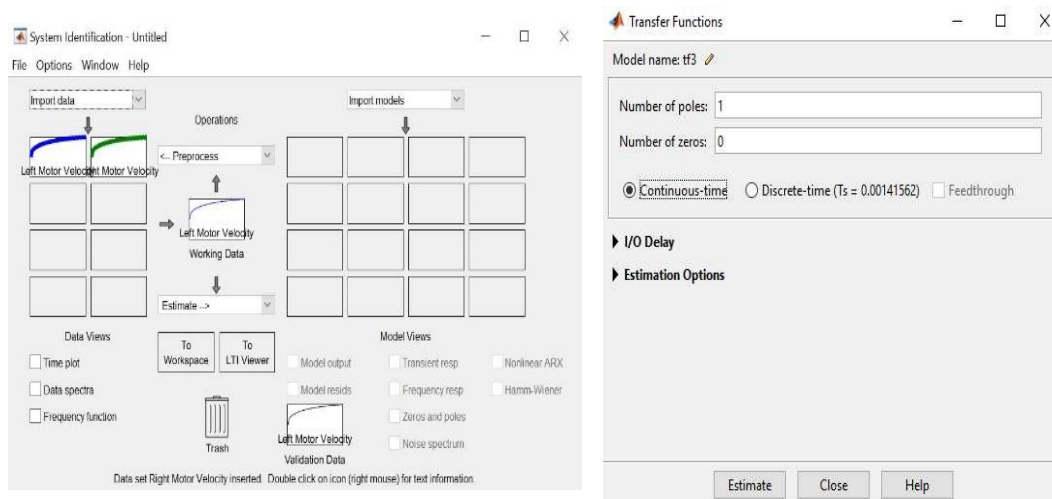 System Identification - Untitled
File Options Window Help
Import data
Import models
Operations
<-- Preprocess
Left Motor Velocity
ht Motor Velocity
Left Motor Velocity
Working Data
Estimate -->
Data Views
To Workspace
To LTI Viewer
Model Views
Time plot
Data spectra
Frequency function
Model output
Transient resp
Nonlinear ARX
Model resids
Frequency resp
Hamm-Wiener
Zeros and poles
Noise spectrum
Trash
Left Motor Velocity
Validation Data
Data set Right Motor Velocity inserted. Double click on icon (right mouse) for text information.
Transfer Functions
Model name: tf3
Number of poles: 1
Number of zeros: 0
Continuous-time
Discrete-time (Ts = 0.00141562)
Feedthrough
I/O Delay
Estimation Options
Estimate
Close
Help